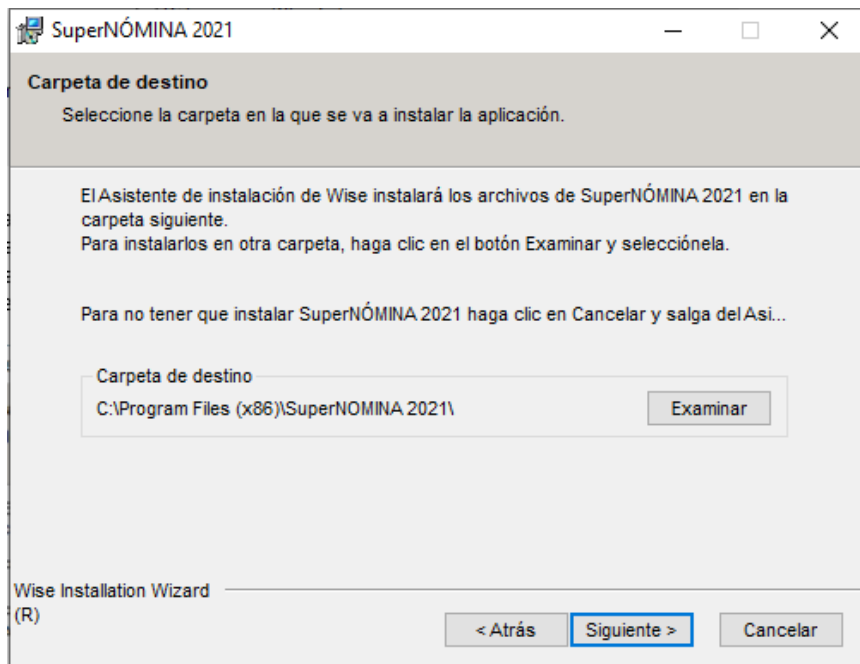 SuperNÓMINA 2021
Carpeta de destino
Seleccione la carpeta en la que se va a instalar la aplicación.
El Asistente de instalación de Wise instalará los archivos de SuperNÓMINA 2021 en la
carpeta siguiente.
Para instalarlos en otra carpeta, haga clic en el botón Examinar y selecciónela.
Para no tener que instalar SuperNÓMINA 2021 haga clic en Cancelar y salga del Asi...
Carpeta de destino
C:\Program Files (x86)\SuperNOMINA 2021\
Examinar
Wise Installation Wizard
(R)
< Atrás
Siguiente >
Cancelar